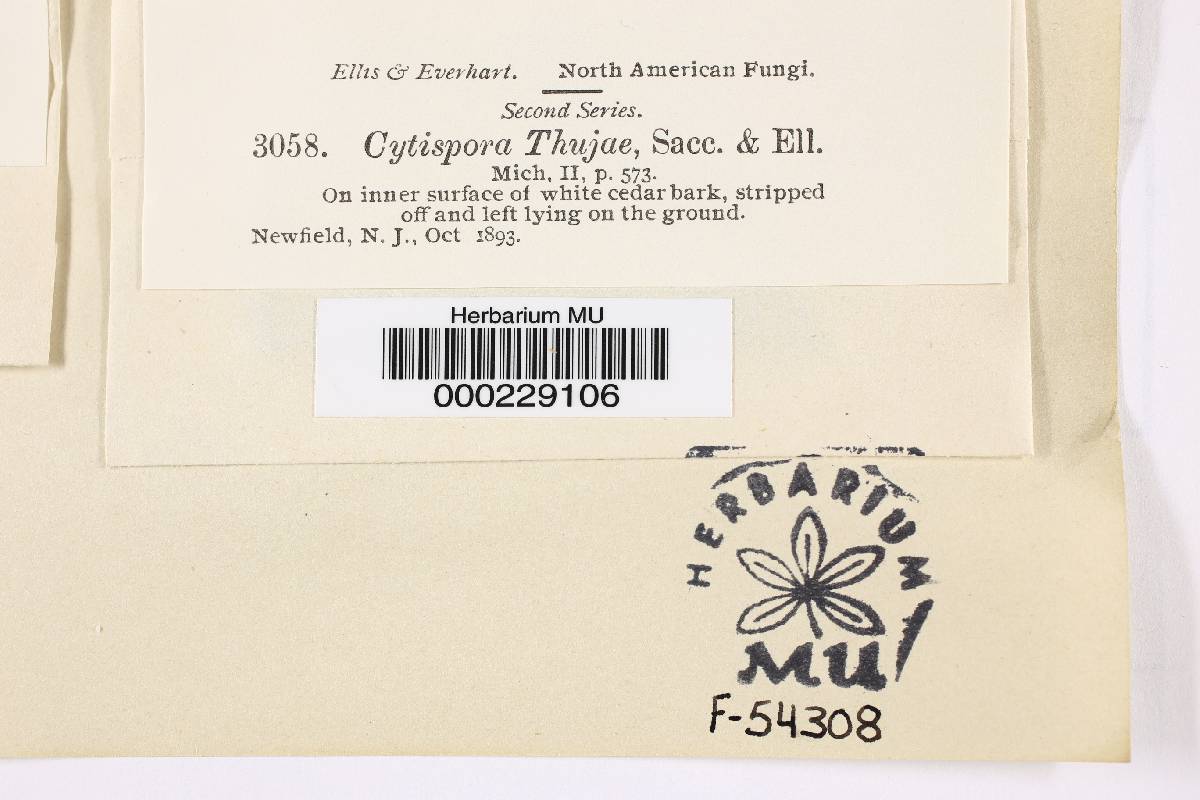 Ellis & Everhart. North American Fungi.
Second Series.
3058. Cytispora Thujae, Sacc. & Ell.
Mich, II, p. 573.
On inner surface of white cedar bark, stripped
off and left lying on the ground.
Newfield, N. J., Oct 1893.
Herbarium MU
000229106
HERBARIUM
MU
F-54308